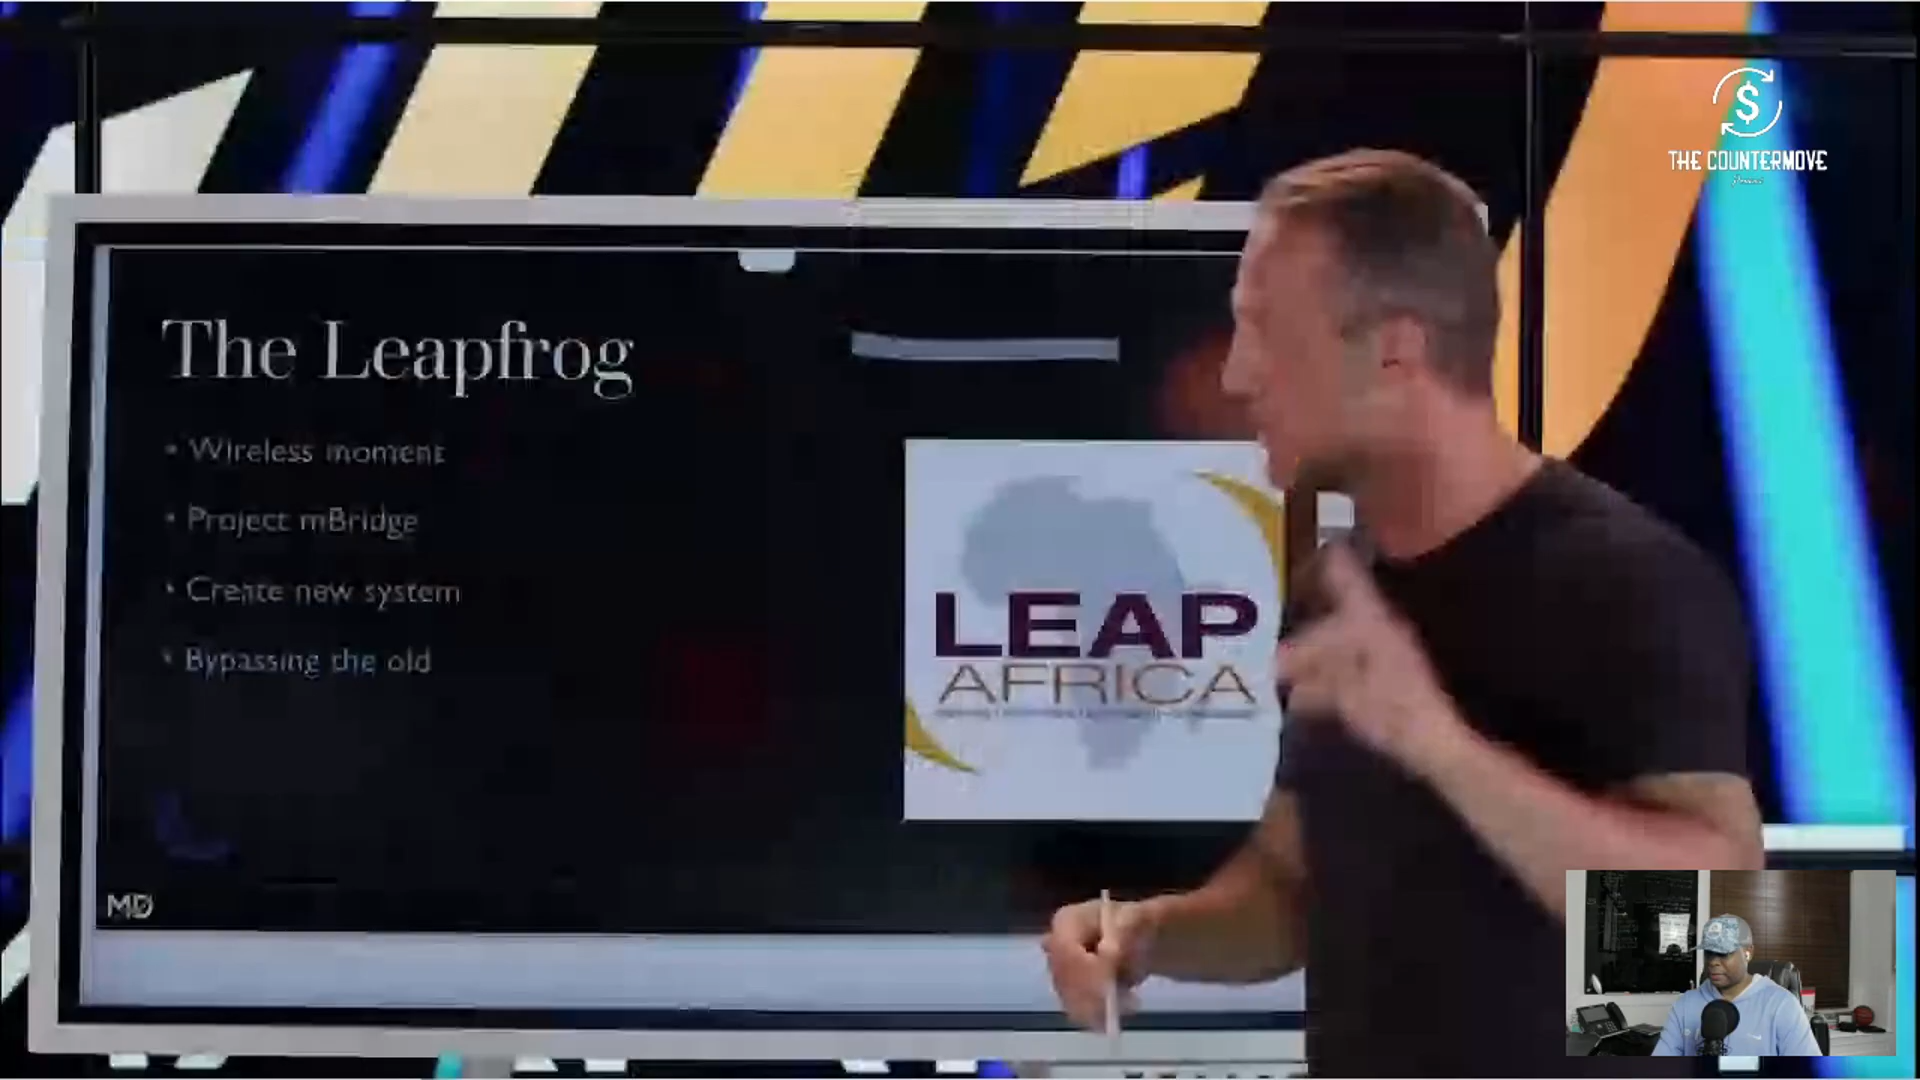 $
THE COUNTERMOVE
The Leapfrog
• Wireless moment
• Project mBridge
• Create new system
• Bypassing the old
LEAP
AFRICA
MD